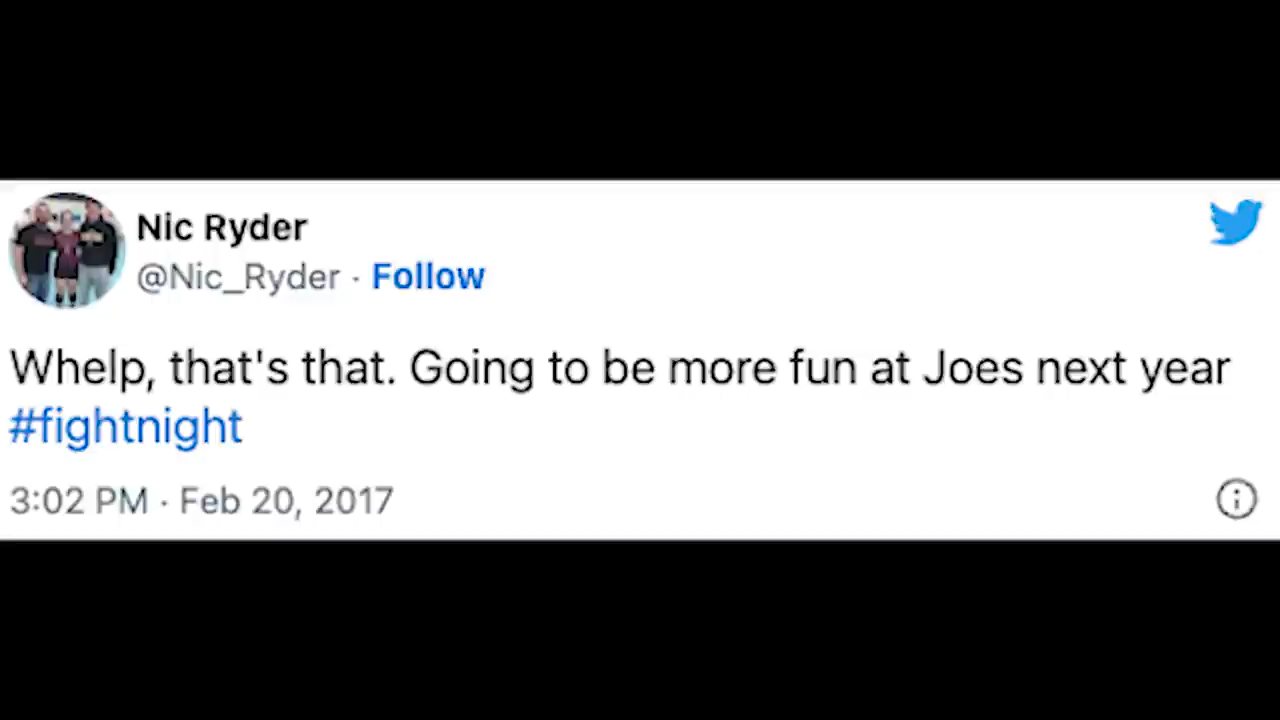 Nic Ryder
@Nic_Ryder · Follow
Whelp, that's that. Going to be more fun at Joes next year
#fightnight
3:02 PM · Feb 20, 2017